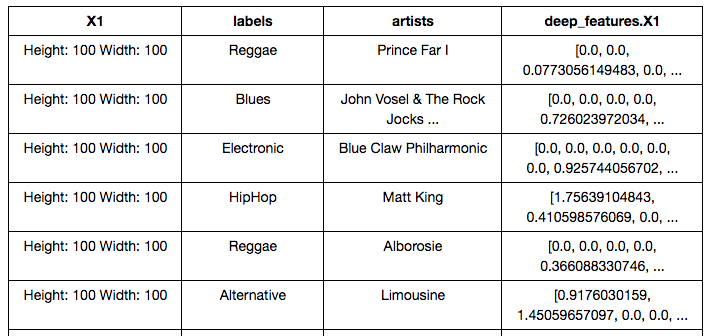 X1 labels artists deep_features.X1
Height: 100 Width: 100 Reggae Prince Far I [0.0, 0.0,
0.0773056149483, 0.0, ...
Height: 100 Width: 100 Blues John Vosel & The Rock [0.0, 0.0, 0.0, 0.0,
Jocks ... 0.726023972034, ...
Height: 100 Width: 100 Electronic Blue Claw Philharmonic [0.0, 0.0, 0.0, 0.0, 0.0,
0.0, 0.925744056702, ...
Height: 100 Width: 100 HipHop Matt King [1.75639104843,
0.410598576069, 0.0, ...
Height: 100 Width: 100 Reggae Alborosie [0.0, 0.0, 0.0, 0.0,
0.366088330746, ...
Height: 100 Width: 100 Alternative Limousine [0.9176030159,
1.45059657097, 0.0, 0.0, ...